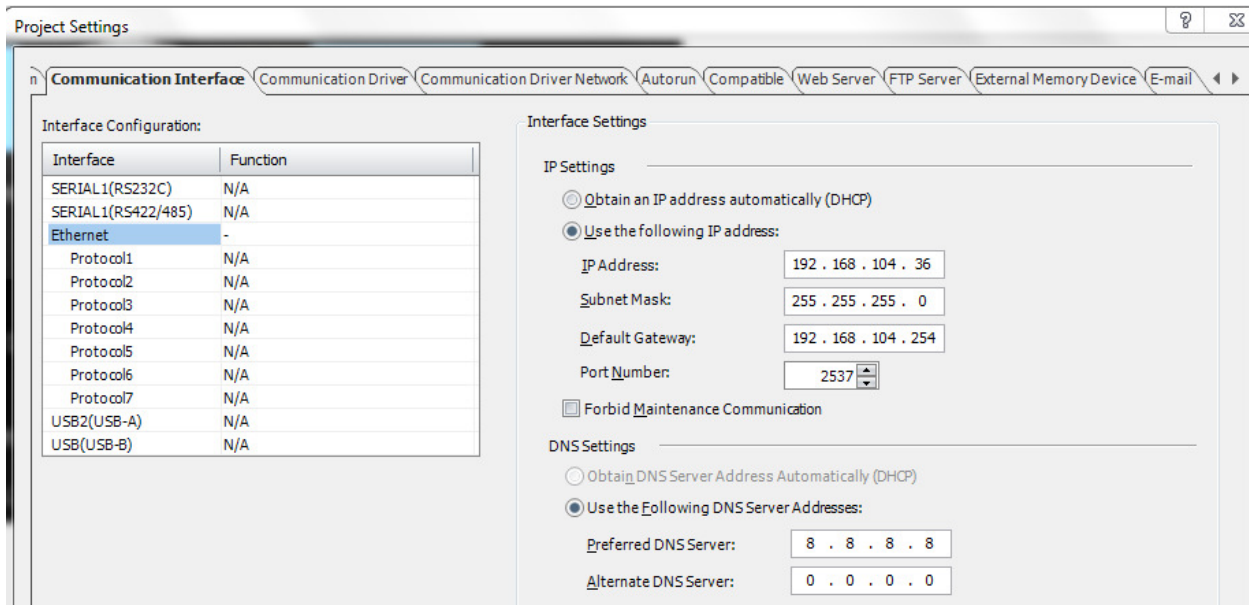 Project Settings
n Communication Interface Communication Driver Communication Driver Network Autorun Compatible Web Server FTP Server External Memory Device E-mail
Interface Configuration:
Interface Function
SERIAL1(RS232C) N/A
SERIAL1(RS422/485) N/A
Ethernet -
Protocol1 N/A
Protocol2 N/A
Protocol3 N/A
Protocol4 N/A
Protocol5 N/A
Protocol6 N/A
Protocol7 N/A
USB2(USB-A) N/A
USB(USB-B) N/A
Interface Settings
IP Settings
Obtain an IP address automatically (DHCP)
Use the following IP address:
IP Address: 192 . 168 . 104 . 36
Subnet Mask: 255 . 255 . 255 . 0
Default Gateway: 192 . 168 . 104 . 254
Port Number: 2537
Forbid Maintenance Communication
DNS Settings
Obtain DNS Server Address Automatically (DHCP)
Use the Following DNS Server Addresses:
Preferred DNS Server: 8 . 8 . 8 . 8
Alternate DNS Server: 0 . 0 . 0 . 0